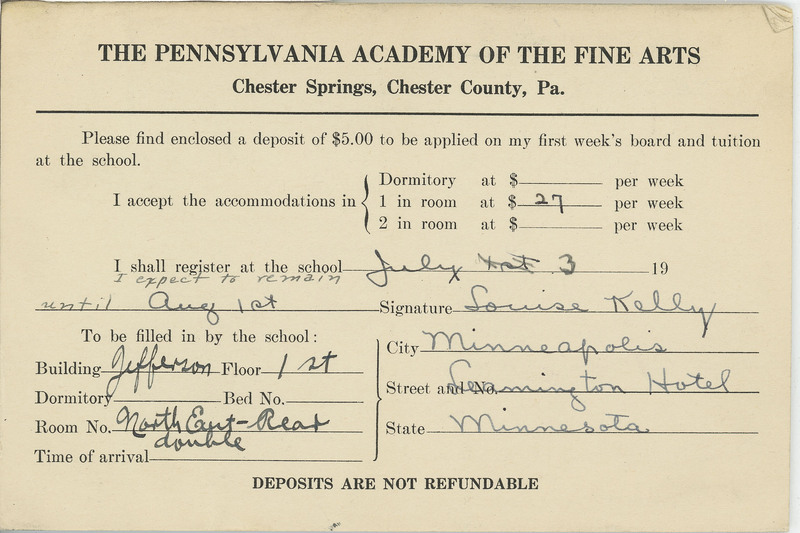 THE PENNSYLVANIA ACADEMY OF THE FINE ARTS
Chester Springs, Chester County, Pa.
Please find enclosed a deposit of $5.00 to be applied on my first week's board and tuition
at the school.
Dormitory at $ per week
I accept the accommodations in 1 in room at $ 27 per week
2 in room at $ per week
I shall register at the school July 1st 3 19
I expect to remain
until Aug 1st Signature Louise Kelly
To be filled in by the school:
City Minneapolis
Building Jefferson Floor 1st
Street and No. Leamington Hotel
Dormitory Bed No.
Room No. North East-Rear
State Minnesota
double
Time of arrival
DEPOSITS ARE NOT REFUNDABLE